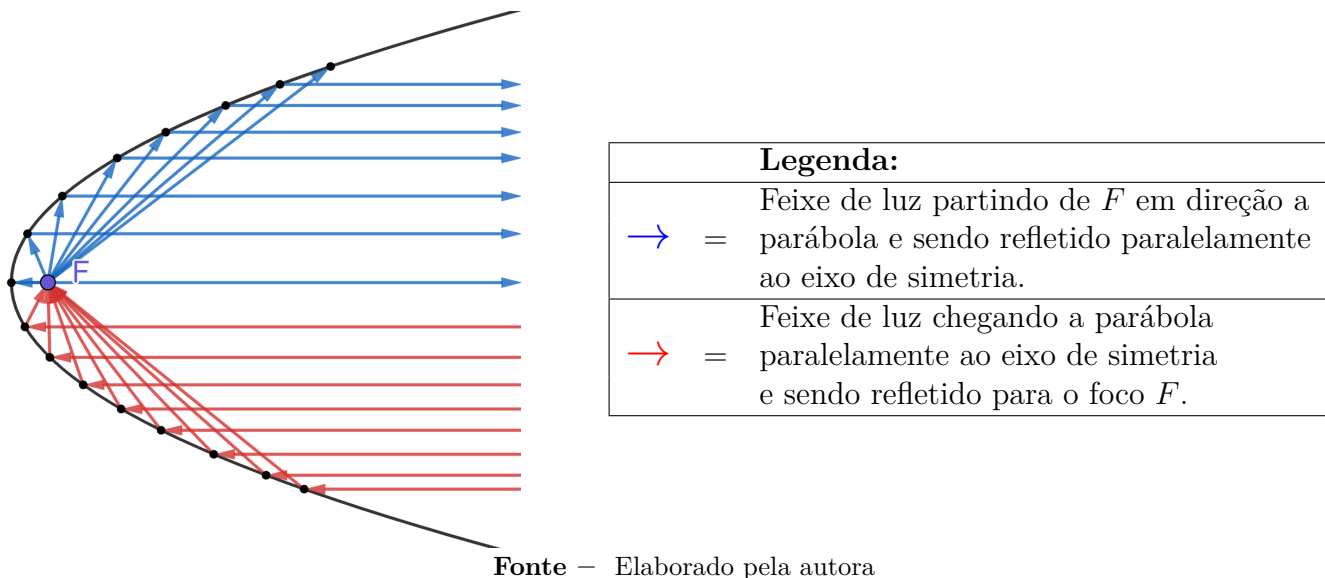 F
Legenda:
Feixe de luz partindo de F em direção a
→ = parábola e sendo refletido paralelamente
ao eixo de simetria.
Feixe de luz chegando a parábola
→ = paralelamente ao eixo de simetria
e sendo refletido para o foco F.
Fonte − Elaborado pela autora